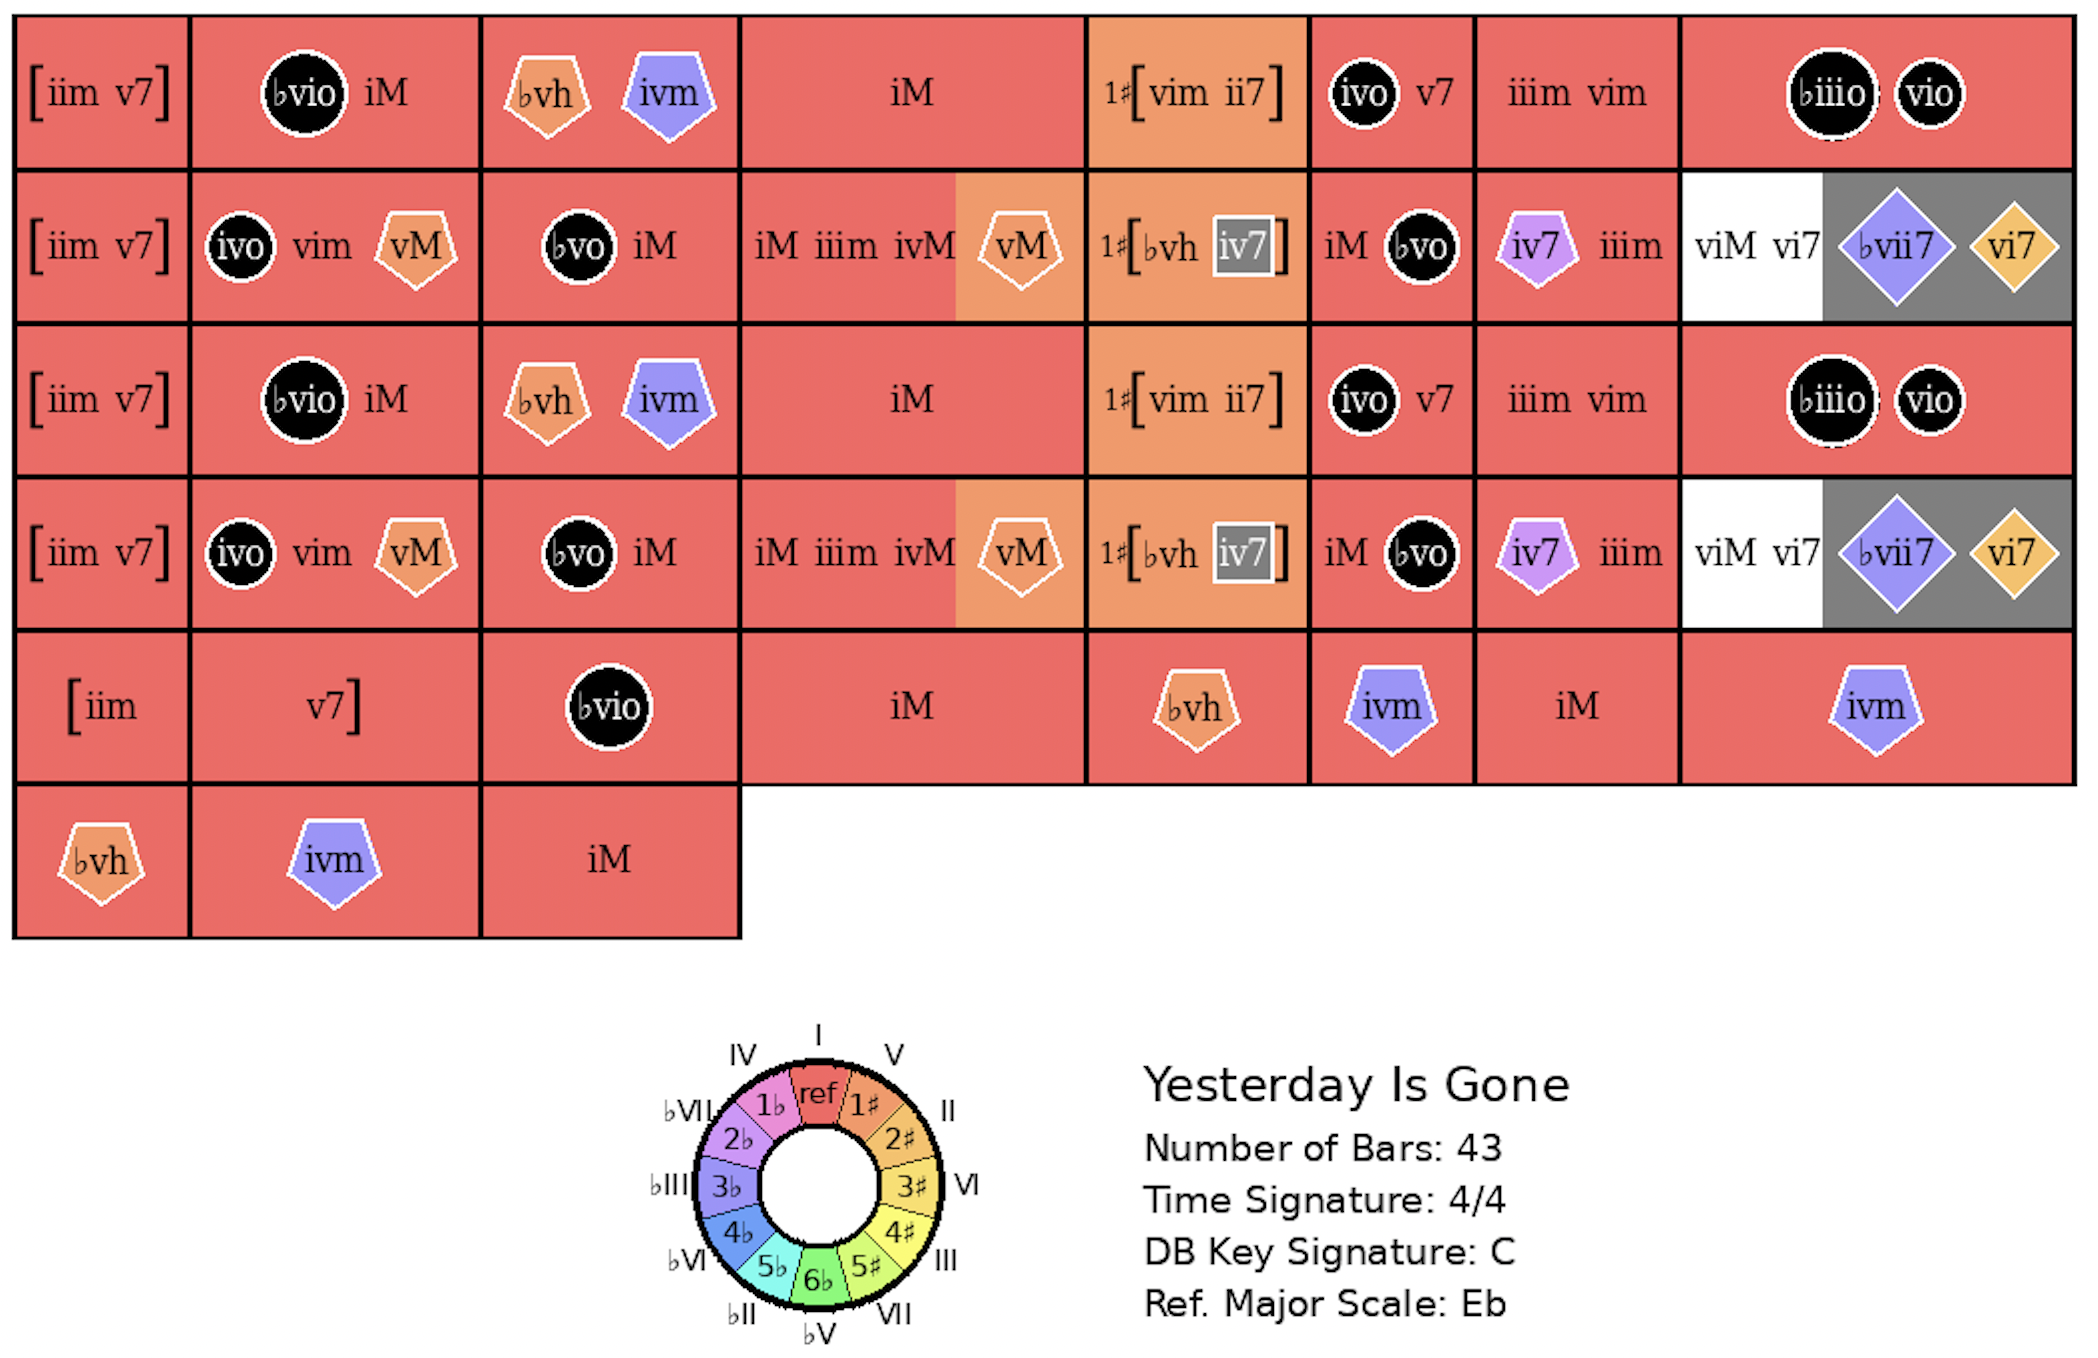 [iim v7] ♭vio iM ♭vh ivm iM 1♯[vim ii7] ivo v7 iiim vim ♭iiio vio
[iim v7] ivo vim vM ♭vo iM iM iiim ivM vM 1♯[♭vh iv7] iM ♭vo iv7 iiim viM vi7 ♭vii7 vi7
[iim v7] ♭vio iM ♭vh ivm iM 1♯[vim ii7] ivo v7 iiim vim ♭iiio vio
[iim v7] ivo vim vM ♭vo iM iM iiim ivM vM 1♯[♭vh iv7] iM ♭vo iv7 iiim viM vi7 ♭vii7 vi7
[iim v7] ♭vio iM ♭vh ivm iM ivm
♭vh ivm iM
I
IV V
ref
1♭ 1♯
♭VII II
2♭ 2♯
♭III 3♭ 3♯ VI
4♭ 4♯
♭VI III
5♭ 5♯
6♭
♭II VII
♭V
Yesterday Is Gone
Number of Bars: 43
Time Signature: 4/4
DB Key Signature: C
Ref. Major Scale: Eb